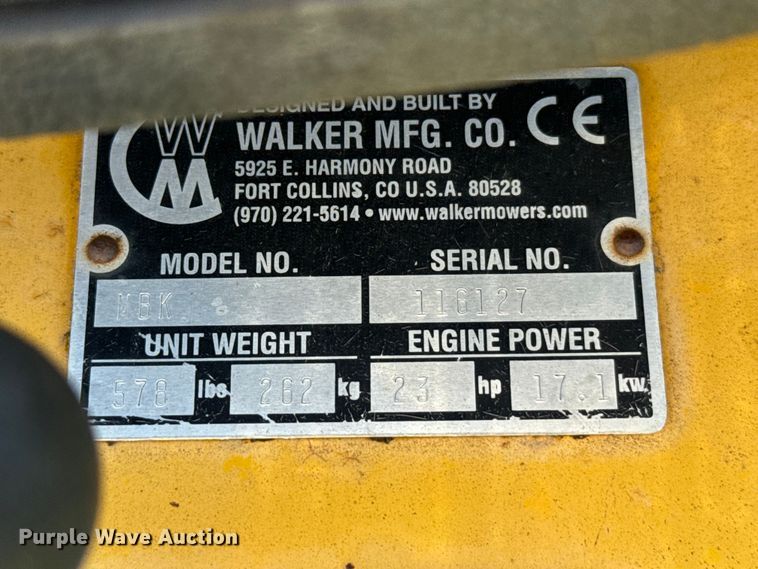 DESIGNED AND BUILT BY
WALKER MFG. CO. CE
5925 E. HARMONY ROAD
FORT COLLINS, CO U.S.A. 80528
(970) 221-5614 • www.walkermowers.com
WM
MODEL NO. SERIAL NO.
MBK 116127
UNIT WEIGHT ENGINE POWER
578 lbs 262 kg 23 hp 17.1 kw
Purple Wave Auction